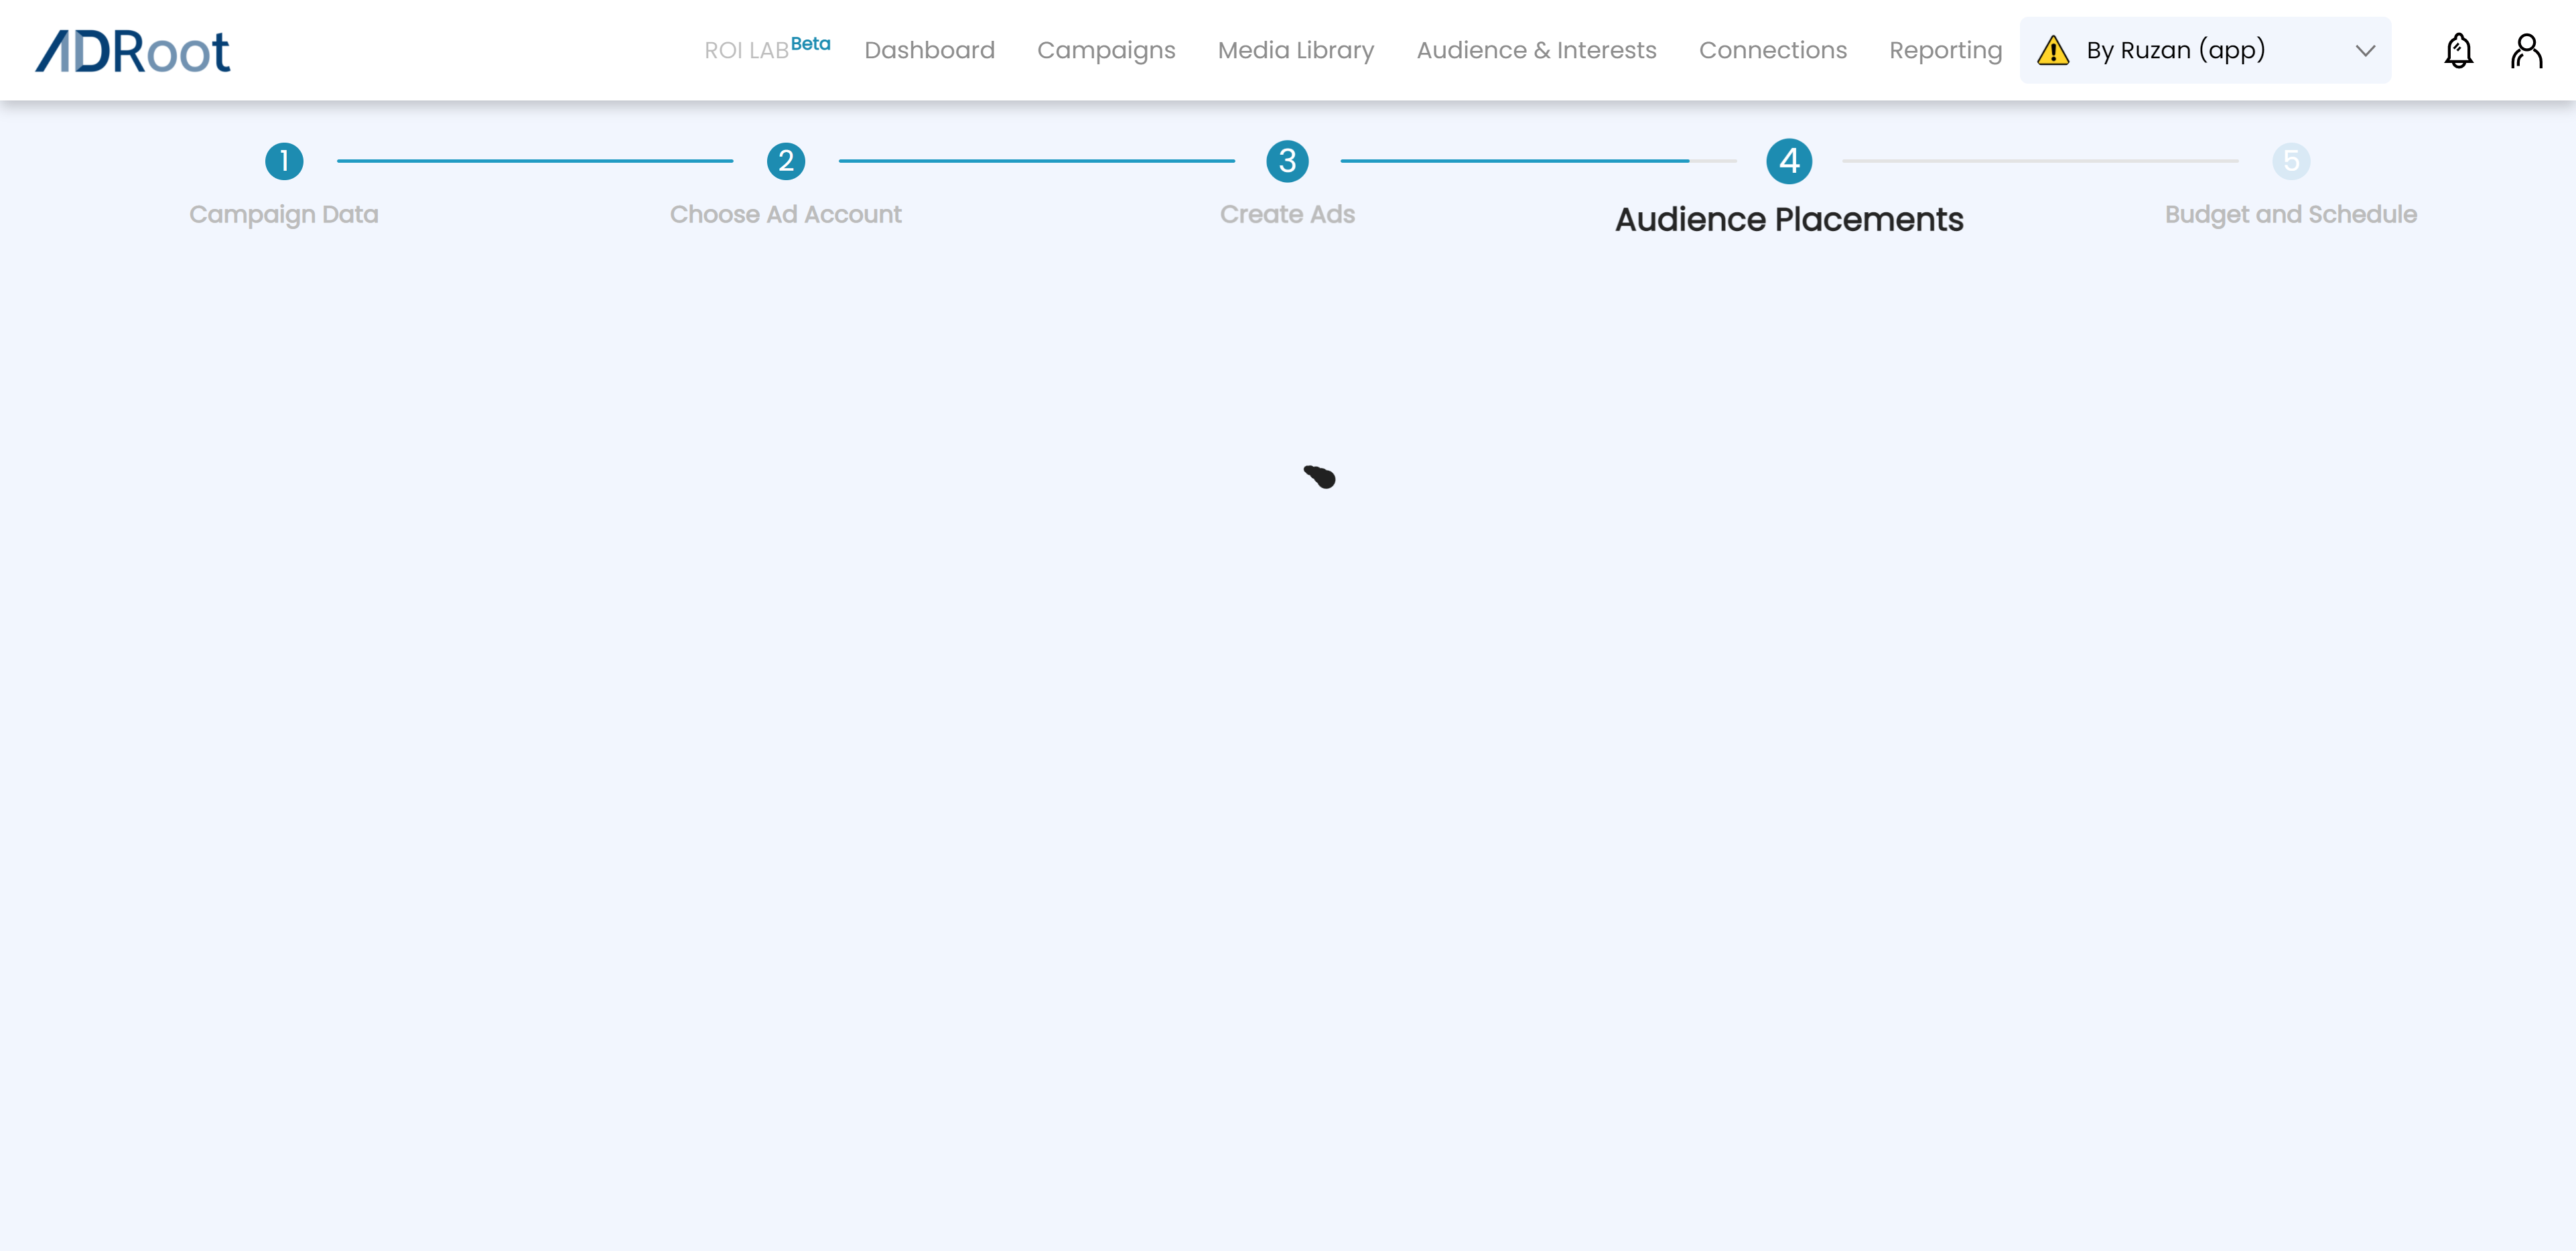 ADRoot
ROI LAB Beta Dashboard Campaigns Media Library Audience & Interests Connections Reporting By Ruzan (app)
1 2 3 4 5
Campaign Data Choose Ad Account Create Ads Audience Placements Budget and Schedule